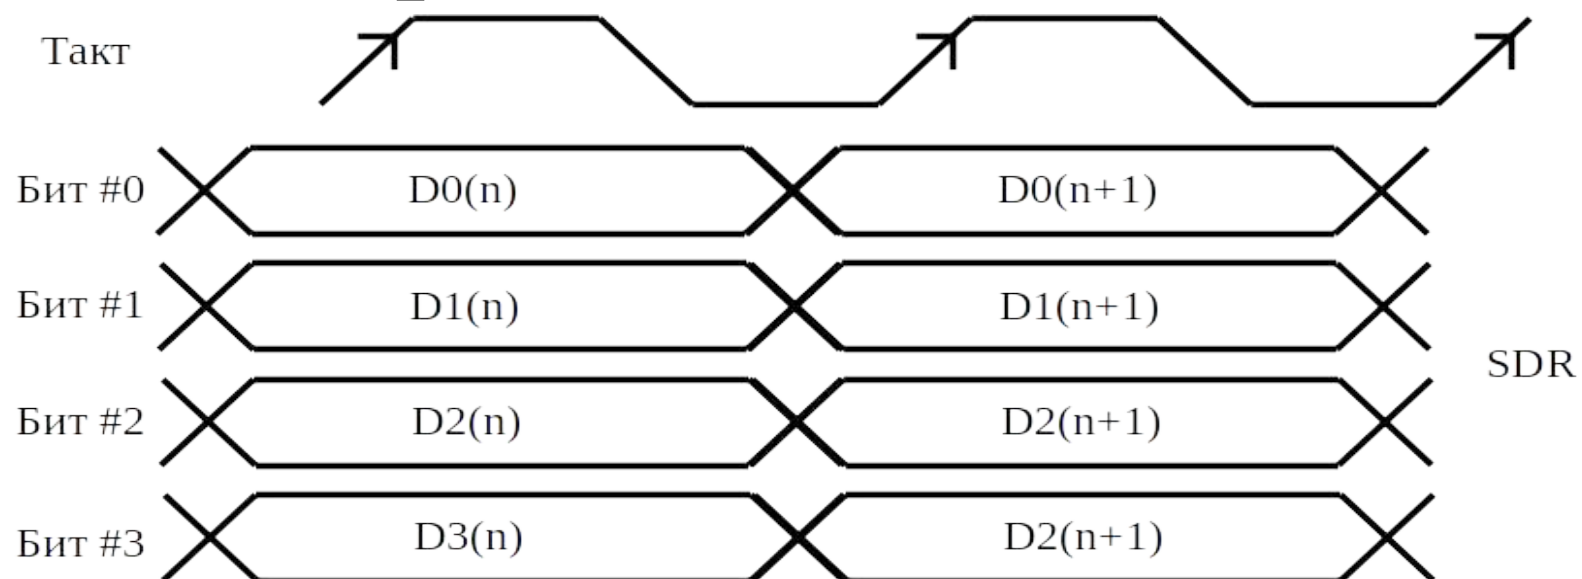 Такт
Бит #0 D0(n) D0(n+1)
Бит #1 D1(n) D1(n+1)
SDR
Бит #2 D2(n) D2(n+1)
Бит #3 D3(n) D2(n+1)